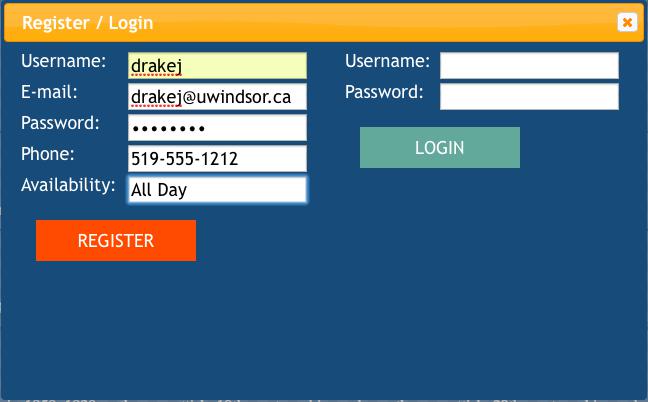 Register / Login
Username: drakej
E-mail: drakej@uwindsor.ca
Password: ••••••••
Phone: 519-555-1212
Availability: All Day
REGISTER
Username:
Password:
LOGIN